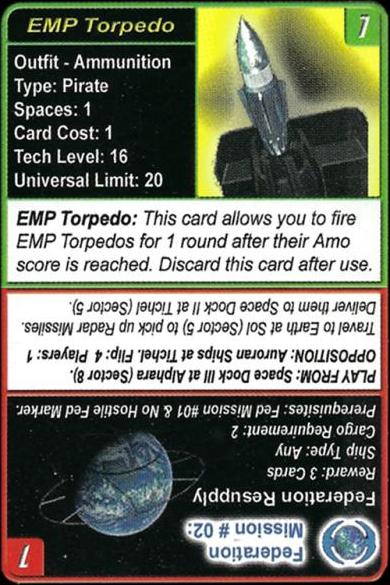 EMP Torpedo
1
Outfit - Ammunition
Type: Pirate
Spaces: 1
Card Cost: 1
Tech Level: 16
Universal Limit: 20
EMP Torpedo: This card allows you to fire
EMP Torpedos for 1 round after their Amo
score is reached. Discard this card after use.
Federation
Mission # 02:
1
Federation Resupply
Reward: 3 Cards
Ship Type: Any
Cargo Requirement: 2
Prerequisites: Fed Mission #01 & No Hostile Fed Marker.
PLAY FROM: Space Dock III at Alphara (Sector 8).
OPPOSITION: Auroran Ships at Tichel. Flip: 4 Players: 1
Travel to Earth at Sol (Sector 5) to pick up Radar Missiles.
Deliver them to Space Dock II at Tichel (Sector 5).